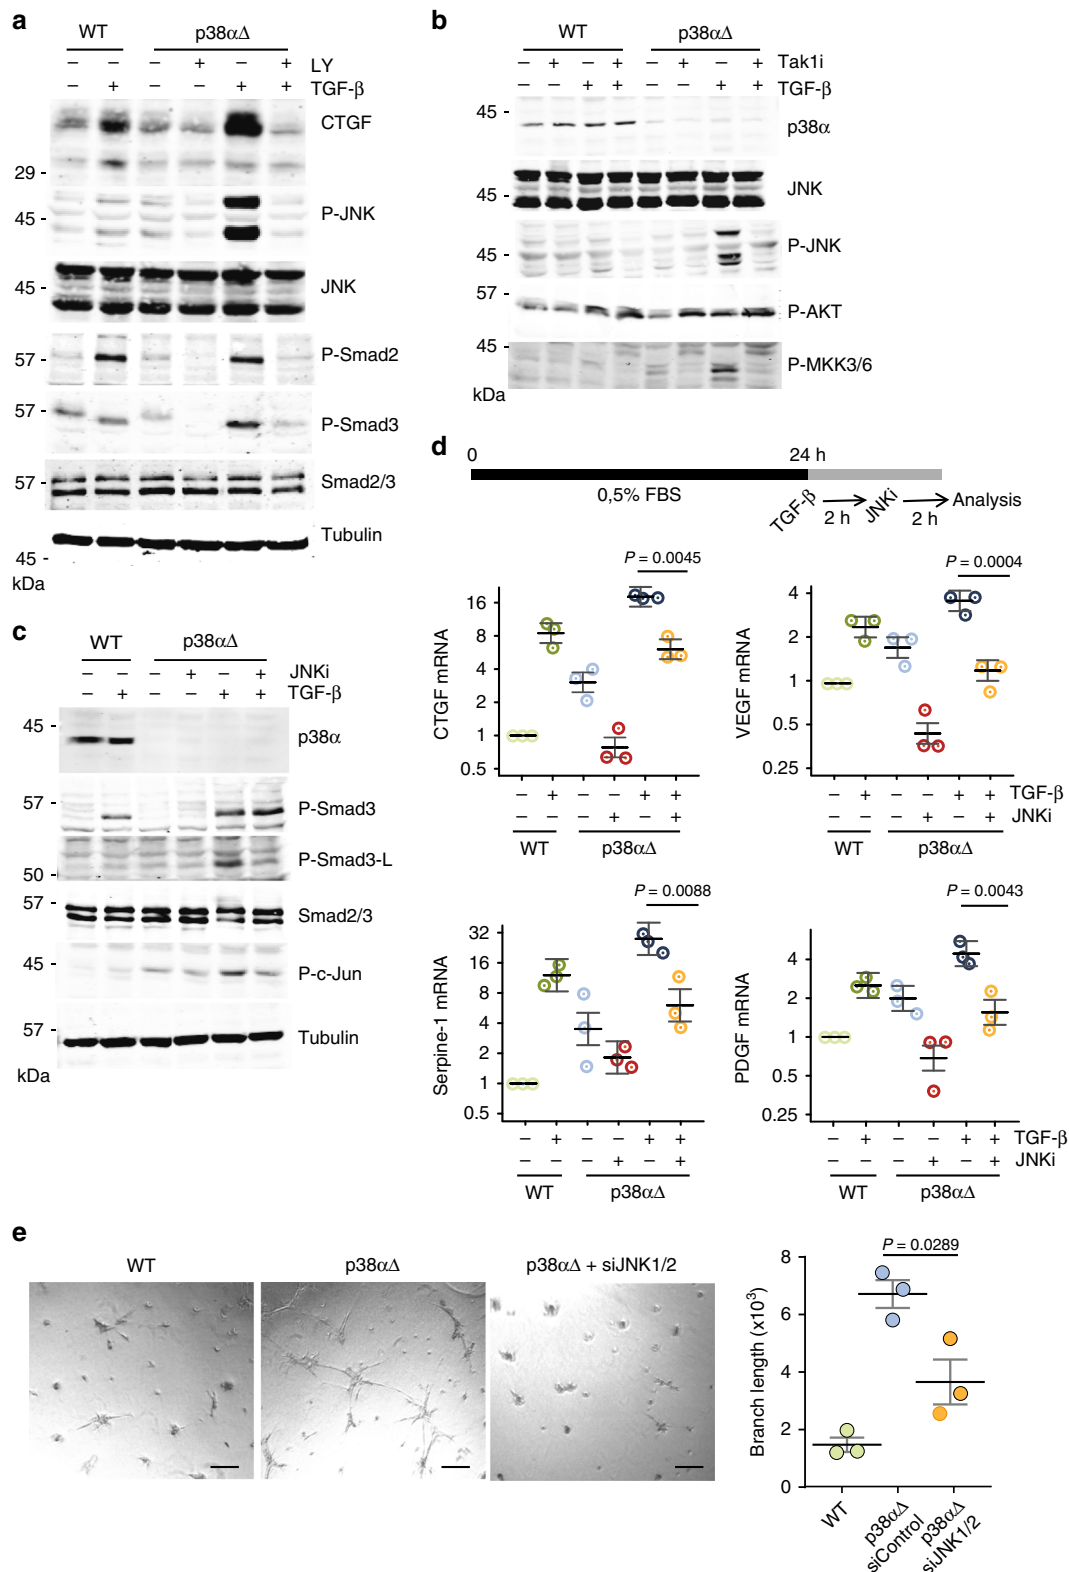 a
WT p38αΔ
– – – + – + LY
– + – – + + TGF-β
CTGF
29
P-JNK
45
JNK
45
P-Smad2
57
P-Smad3
57
Smad2/3
57
Tubulin
45
kDa
b
WT p38αΔ
– + – + – + – + Tak1i
– – + + – – + + TGF-β
45
p38α
JNK
45
P-JNK
45
57
P-AKT
45
P-MKK3/6
kDa
c
WT p38αΔ
– – – + – + JNKi
– + – – + + TGF-β
45
p38α
57
P-Smad3
P-Smad3-L
50
57
Smad2/3
45
P-c-Jun
57
Tubulin
kDa
d
0 24 h
0,5% FBS
TGF-β 2 h JNKi 2 h Analysis
P = 0.0045
CTGF mRNA
16
8
4
2
1
0.5
– + – – + +
– – – + – +
WT p38αΔ
P = 0.0004
VEGF mRNA
4
2
1
0.5
0.25
– + – – + + TGF-β
– – – + – + JNKi
WT p38αΔ
P = 0.0088
Serpine-1 mRNA
32
16
8
4
2
1
0.5
– + – – + +
– – – + – +
WT p38αΔ
P = 0.0043
PDGF mRNA
4
2
1
0.5
0.25
– + – – + + TGF-β
– – – + – + JNKi
WT p38αΔ
e
WT p38αΔ p38αΔ + siJNK1/2
P = 0.0289
Branch length (x10³)
8
6
4
2
0
WT
p38αΔ siControl
p38αΔ siJNK1/2